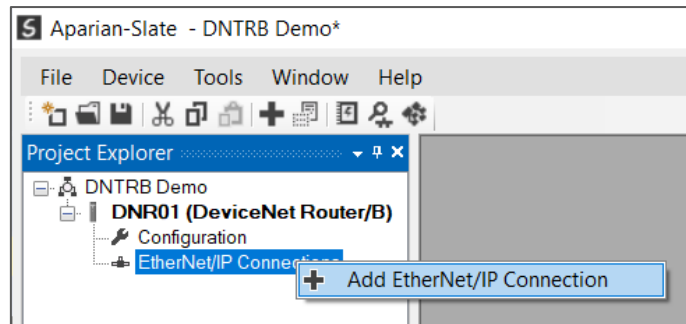 S Aparian-Slate - DNTRB Demo*
File Device Tools Window Help
Project Explorer
DNTRB Demo
DNR01 (DeviceNet Router/B)
Configuration
EtherNet/IP Connections
Add EtherNet/IP Connection